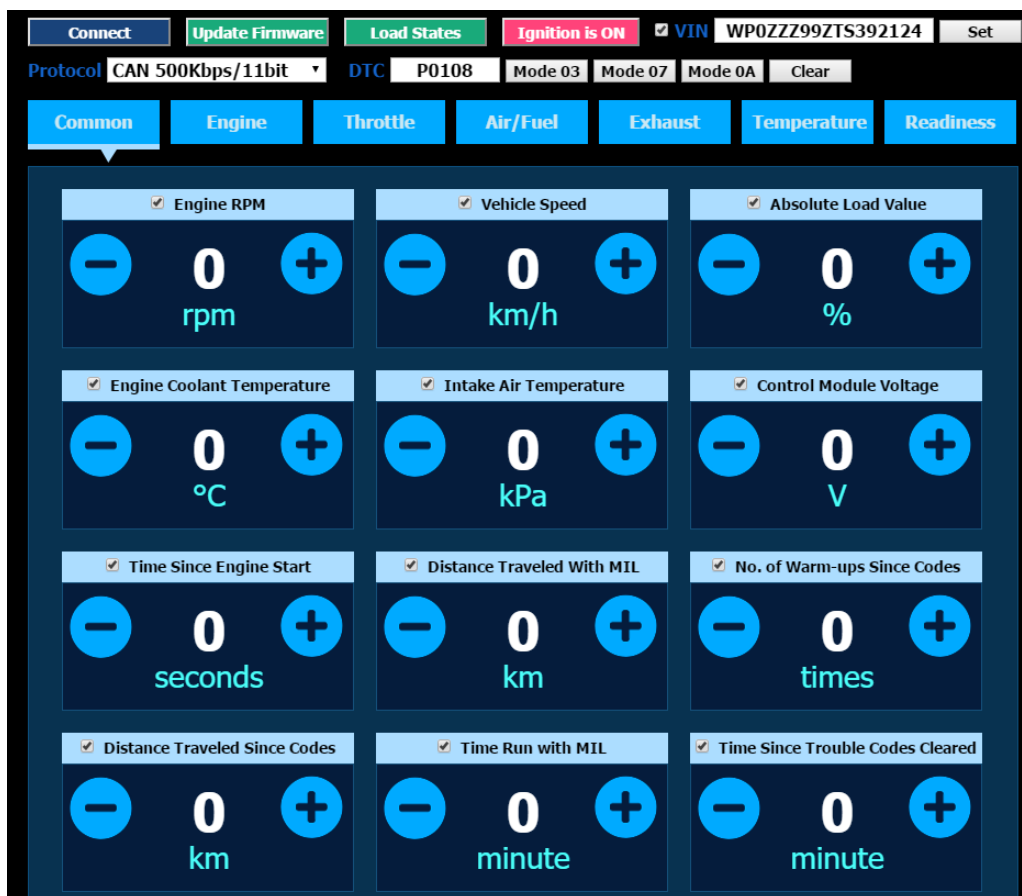 Connect Update Firmware Load States Ignition is ON VIN WP0ZZZ99ZTS392124 Set
Protocol CAN 500Kbps/11bit DTC P0108 Mode 03 Mode 07 Mode 0A Clear
Common Engine Throttle Air/Fuel Exhaust Temperature Readiness
Engine RPM Vehicle Speed Absolute Load Value
0 0 0
rpm km/h %
Engine Coolant Temperature Intake Air Temperature Control Module Voltage
0 0 0
°C kPa V
Time Since Engine Start Distance Traveled With MIL No. of Warm-ups Since Codes
0 0 0
seconds km times
Distance Traveled Since Codes Time Run with MIL Time Since Trouble Codes Cleared
0 0 0
km minute minute